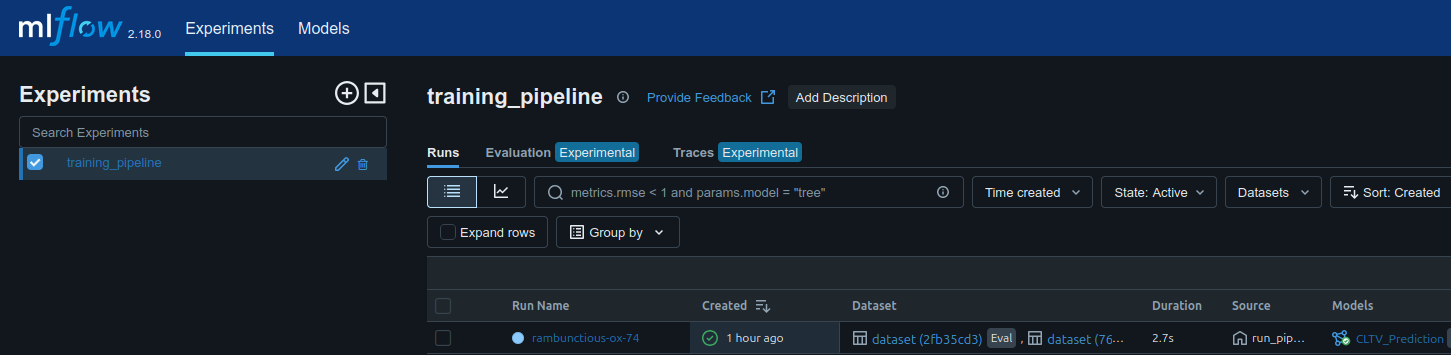 mlflow 2.18.0 Experiments Models
Experiments
Search Experiments
training_pipeline
training_pipeline Provide Feedback Add Description
Runs Evaluation Experimental Traces Experimental
metrics.rmse < 1 and params.model = "tree" Time created State: Active Datasets Sort: Created
Expand rows Group by
Run Name Created Dataset Duration Source Models
rambunctious-ox-74 1 hour ago dataset (2fb35cd3) Eval , dataset (76... 2.7s run_pip... CLTV_Prediction